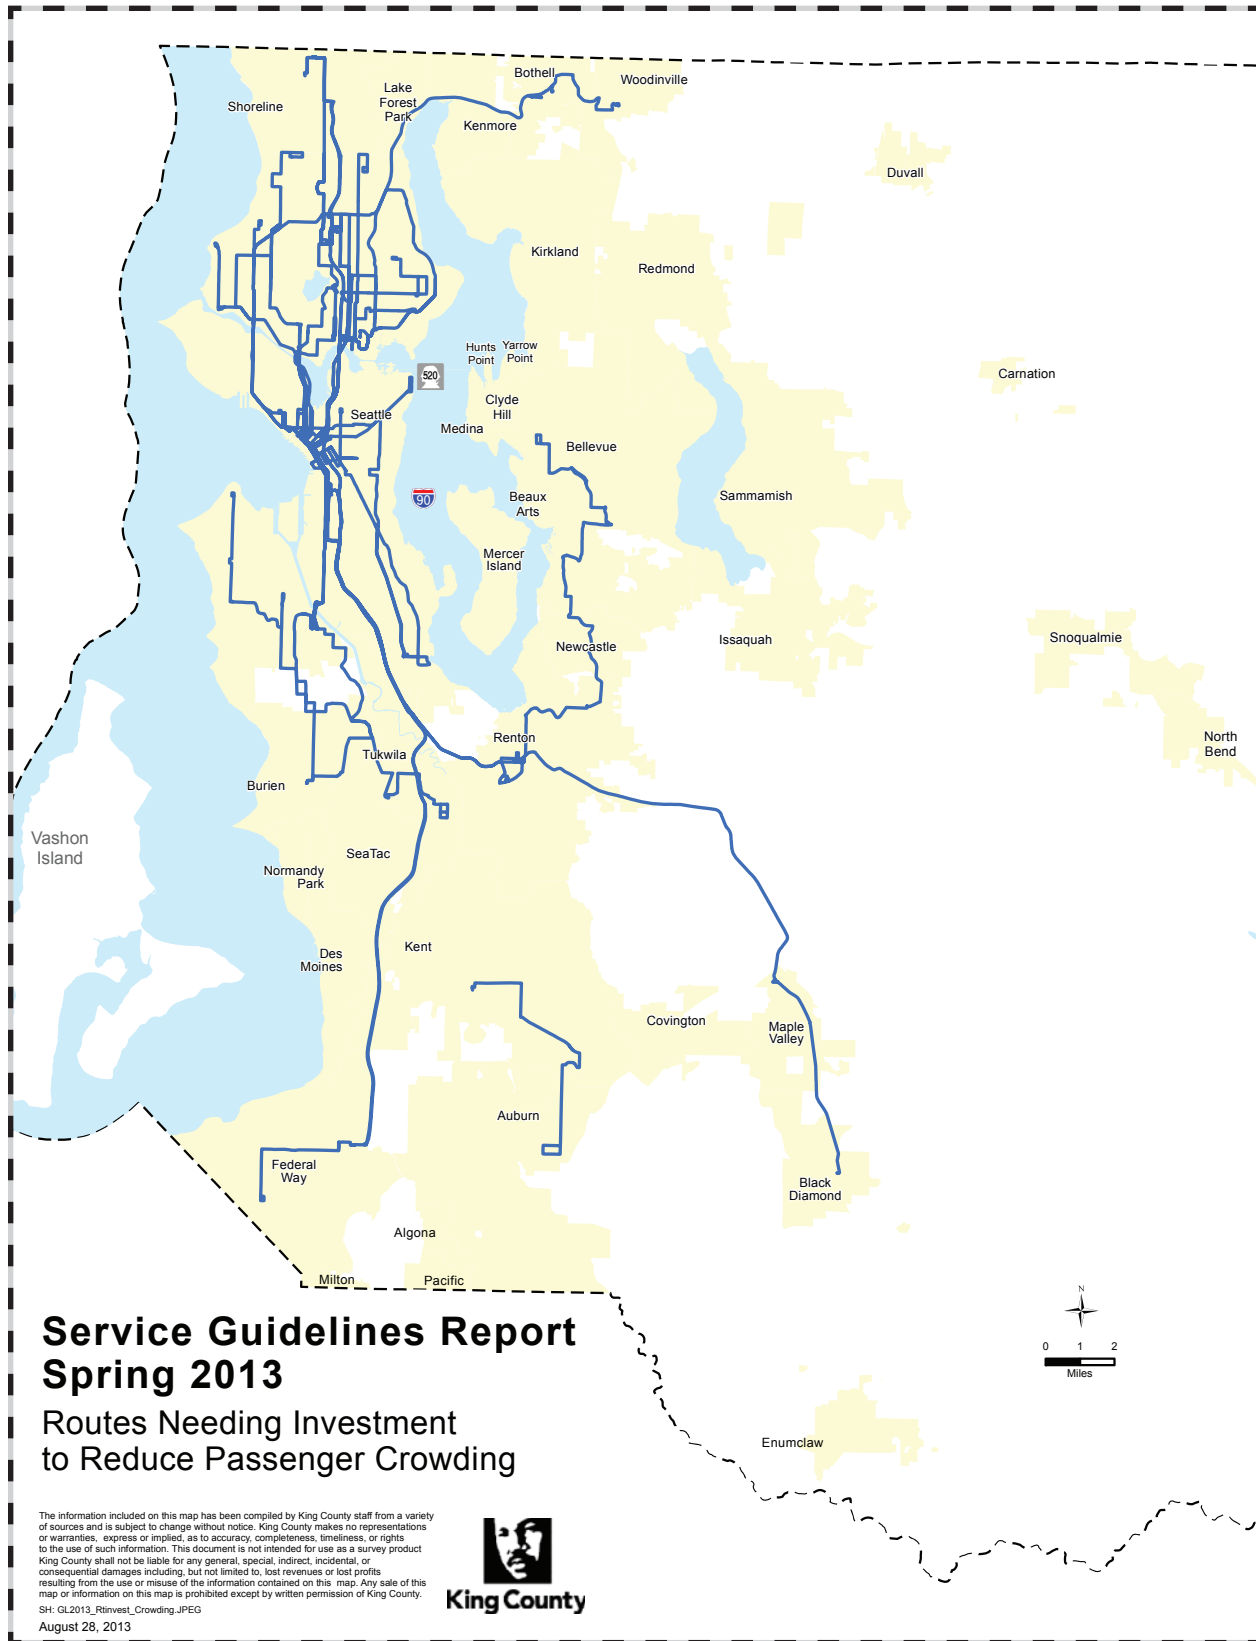 Bothell
Woodinville
Lake
Forest
Park
Shoreline
Kenmore
Duvall
Kirkland
Redmond
Hunts
Point
Yarrow
Point
520
Carnation
Clyde
Hill
Seattle
Medina
Bellevue
90
Beaux
Arts
Sammamish
Mercer
Island
Newcastle
Issaquah
Snoqualmie
Renton
North
Bend
Tukwila
Burien
Vashon
Island
SeaTac
Normandy
Park
Des
Moines
Kent
Covington
Maple
Valley
Auburn
Federal
Way
Black
Diamond
Algona
Milton
Pacific
N
0 1 2
Miles
Enumclaw
Service Guidelines Report
Spring 2013
Routes Needing Investment
to Reduce Passenger Crowding
The information included on this map has been compiled by King County staff from a variety
of sources and is subject to change without notice. King County makes no representations
or warranties, express or implied, as to accuracy, completeness, timeliness, or rights
to the use of such information. This document is not intended for use as a survey product
King County shall not be liable for any general, special, indirect, incidental, or
consequential damages including, but not limited to, lost revenues or lost profits
resulting from the use or misuse of the information contained on this map. Any sale of this
map or information on this map is prohibited except by written permission of King County.
SH: GL2013_RtInvest_Crowding.JPEG
August 28, 2013
King County